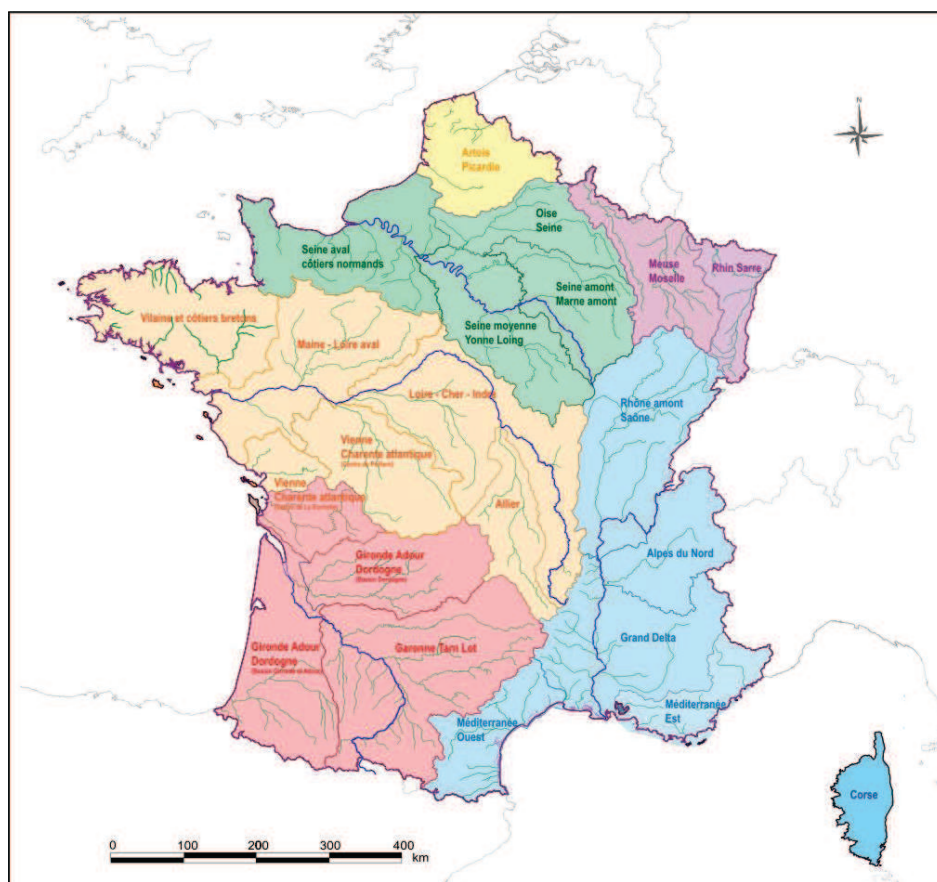 N
Artois
Picardie
Oise
Seine
Seine aval
côtiers normands
Meuse
Moselle
Rhin Sarre
Seine amont
Marne amont
Vilaine et côtiers bretons
Seine moyenne
Yonne Loing
Maine - Loire aval
Loire - Cher - Indre
Rhône amont
Saône
Vienne
Charente atlantique
Vienne
Charente atlantique
Allier
Alpes du Nord
Gironde Adour
Dordogne
Grand Delta
Gironde Adour
Dordogne
Garonne Tarn Lot
Méditerranée
Est
Méditerranée
Ouest
Corse
0 100 200 300 400
km